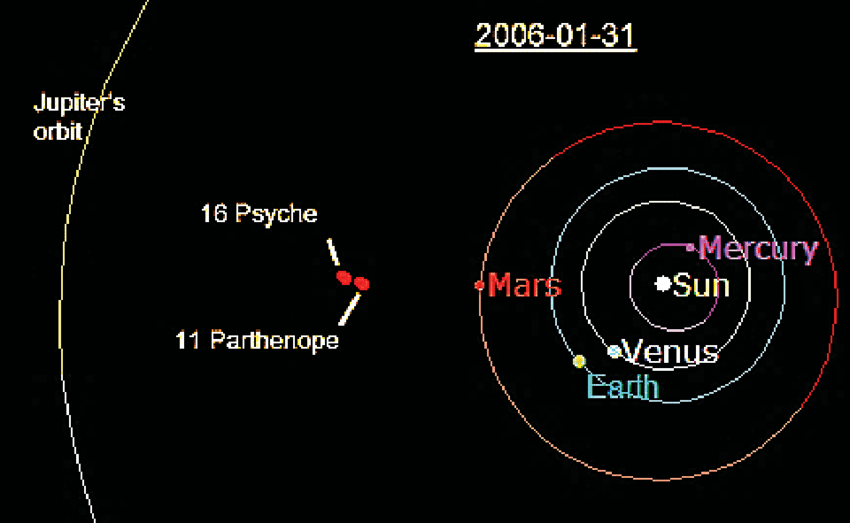 2006-01-31
Jupiter's
orbit
16 Psyche
Mercury
Mars
Sun
11 Parthenope
Venus
Earth